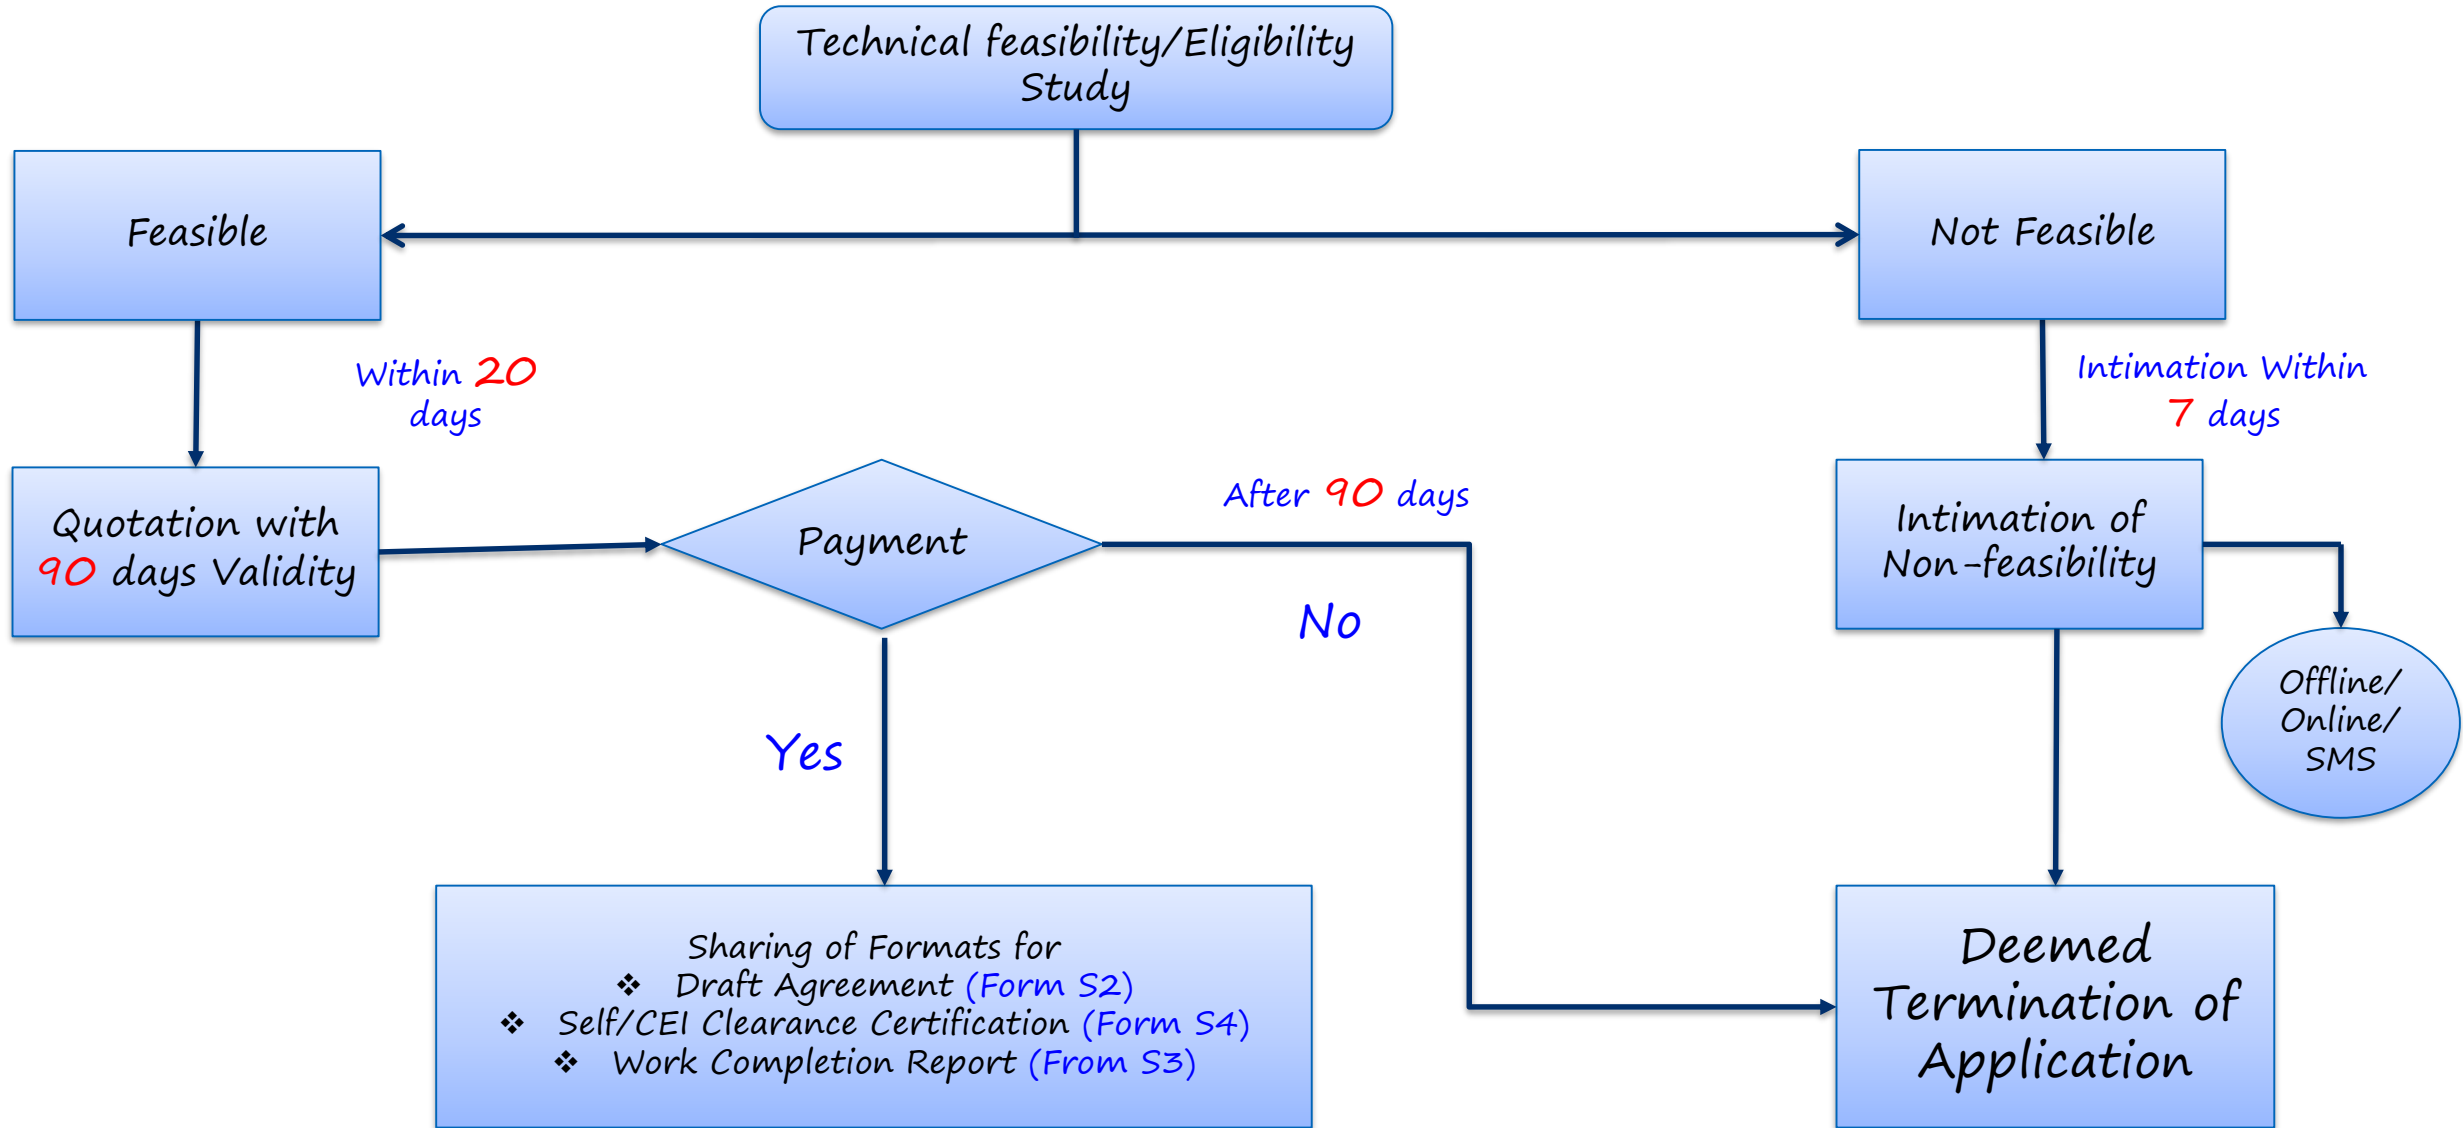 Technical feasibility/Eligibility
Study
Feasible
Not Feasible
Within 20
days
Intimation Within
7 days
Quotation with
90 days Validity
Payment
After 90 days
No
Yes
Intimation of
Non-feasibility
Offline/
Online/
SMS
Sharing of Formats for
❖ Draft Agreement (Form S2)
❖ Self/CEI Clearance Certification (Form S4)
❖ Work Completion Report (From S3)
Deemed
Termination of
Application